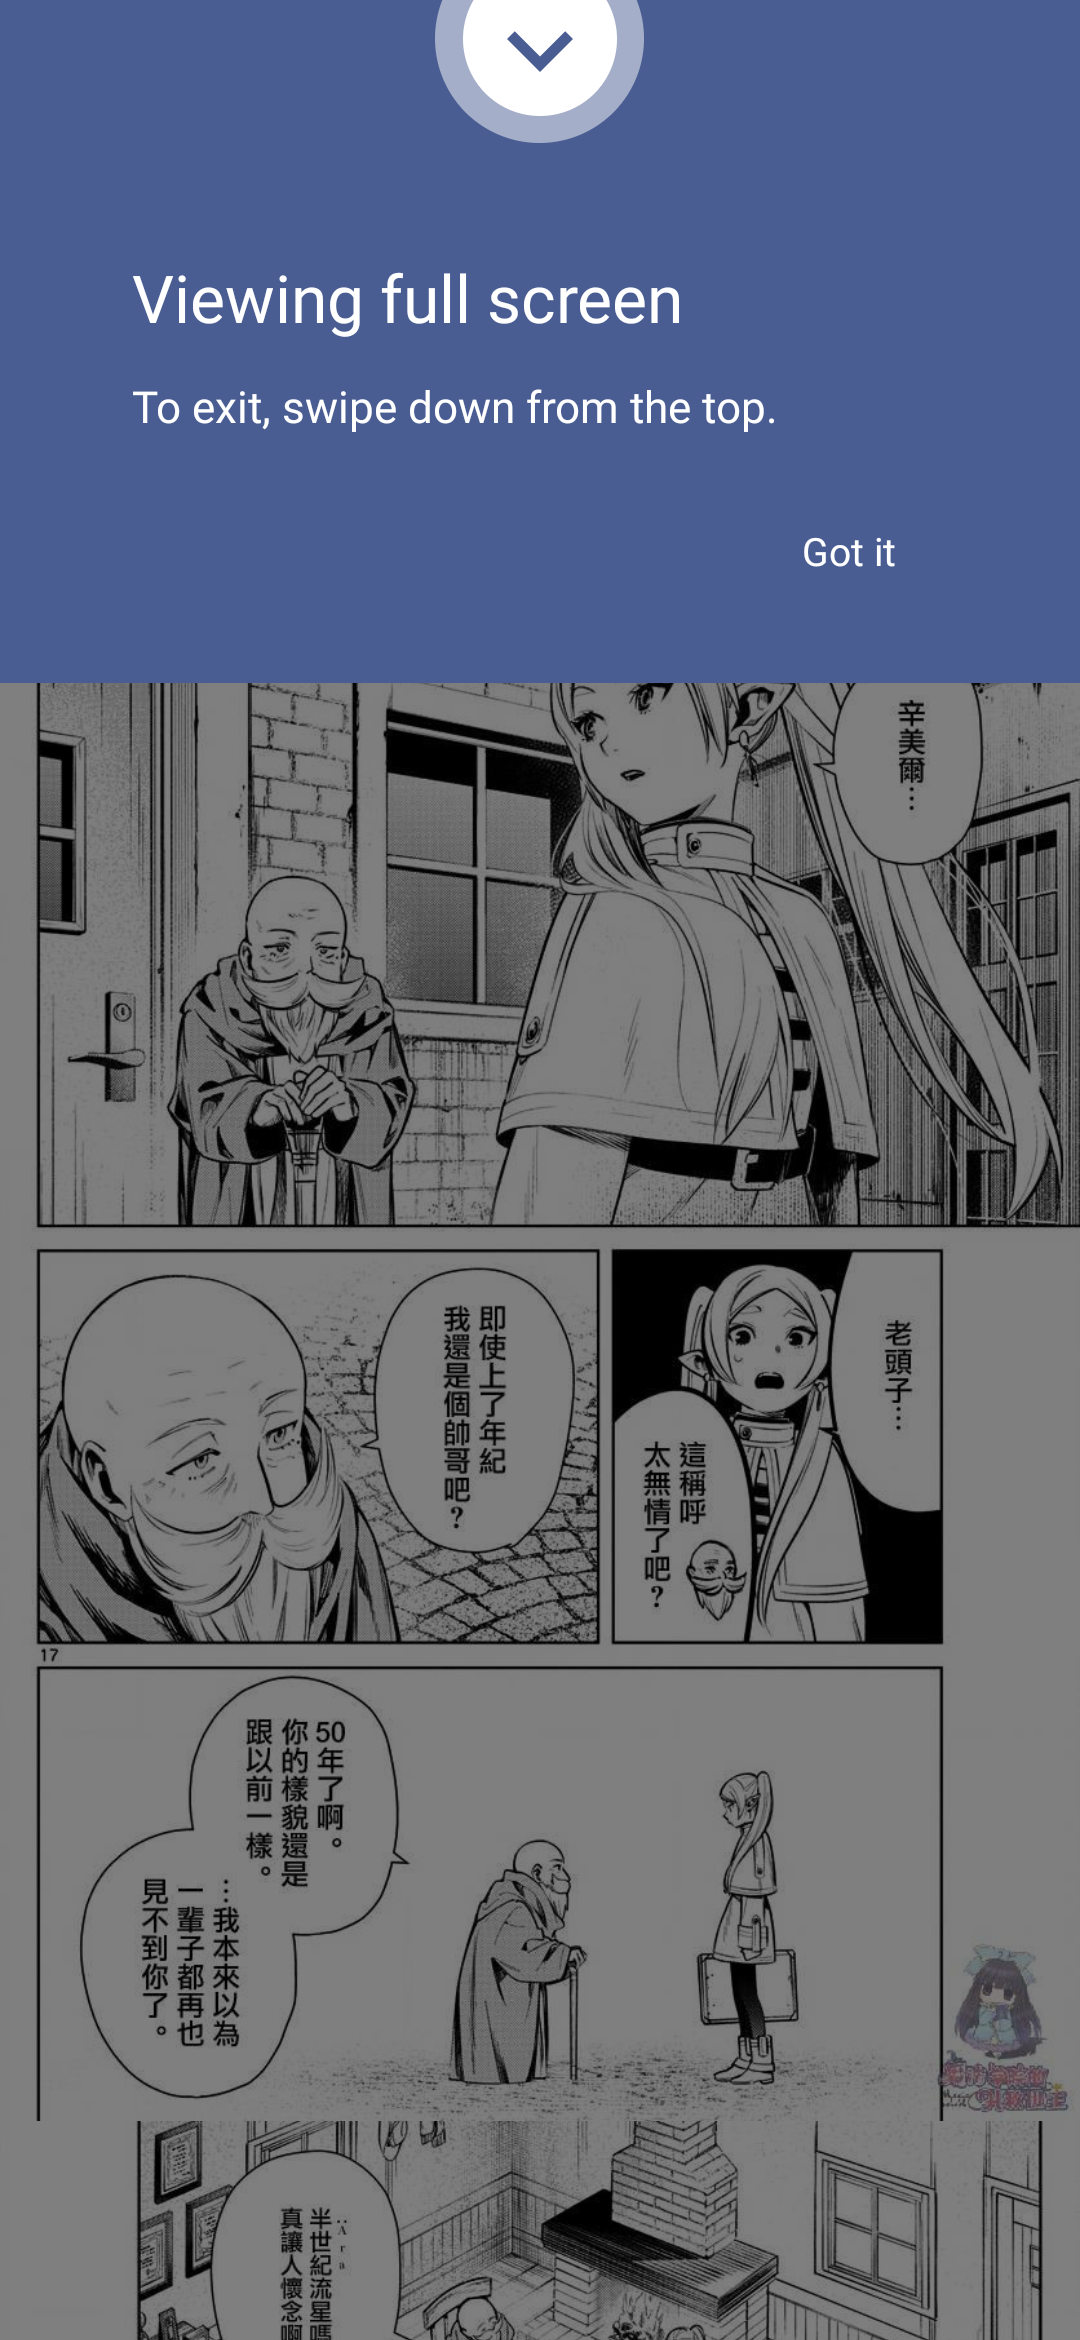 Viewing full screen
To exit, swipe down from the top.
Got it
辛美爾…
老頭子…
這稱呼
太無情了吧？
即使上了年紀
我還是個帥哥吧？
17
50年了啊。
你的樣貌還是
跟以前一樣。
…我本來以為
一輩子都再也
見不到你了。
半世紀流星嗎
Ara
真讓人懷念啊